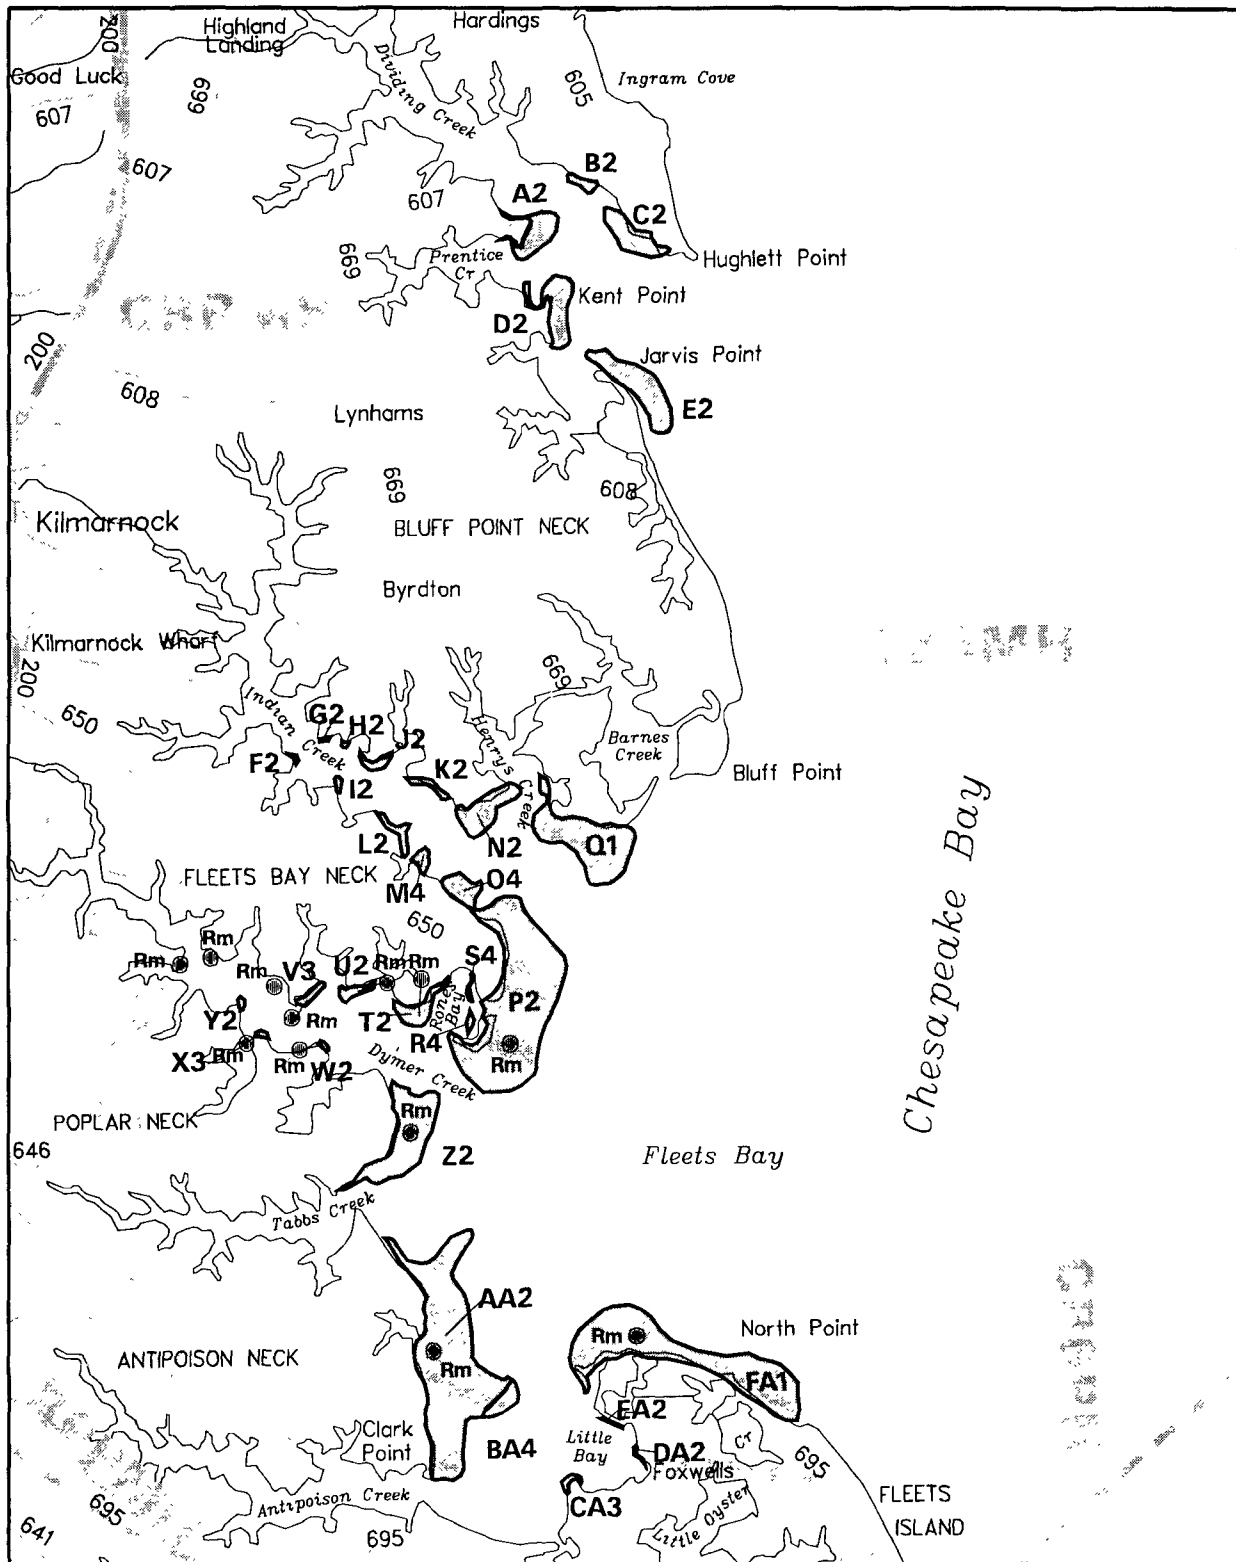 Hardings
Highland
Landing
200
Good Luck
Dividing Creek
605
Ingram Cove
699
607
607
607
B2
A2
C2
669
Prentice
Cr
Hughlett Point
Kent Point
D2
200
Jarvis Point
608
E2
Lynhams
669
608
Kilmarnock
BLUFF POINT NECK
Byrdton
Kilmarnock Wharf
200
650
669
Indian Creek
G2
H2
J2
Henrys Creek
Barnes
Creek
F2
I2
K2
Bluff Point
L2
N2
Q1
FLEETS BAY NECK
M4
O4
650
Chesapeake Bay
Rm
Rm
Rm
V3
U2
Rm
Rm
S4
Y2
Rm
T2
Rones
Bay
P2
R4
X3
Rm
Rm
W2
Dymer Creek
Rm
POPLAR NECK
Rm
646
Z2
Fleets Bay
Tabbs Creek
AA2
Rm
North Point
Rm
ANTIPOISON NECK
FA1
EA2
Clark
Point
BA4
Little
Bay
DA2
Cr
Foxwells
695
CA3
Little Oyster
FLEETS
ISLAND
Antipoison Creek
695
695
641